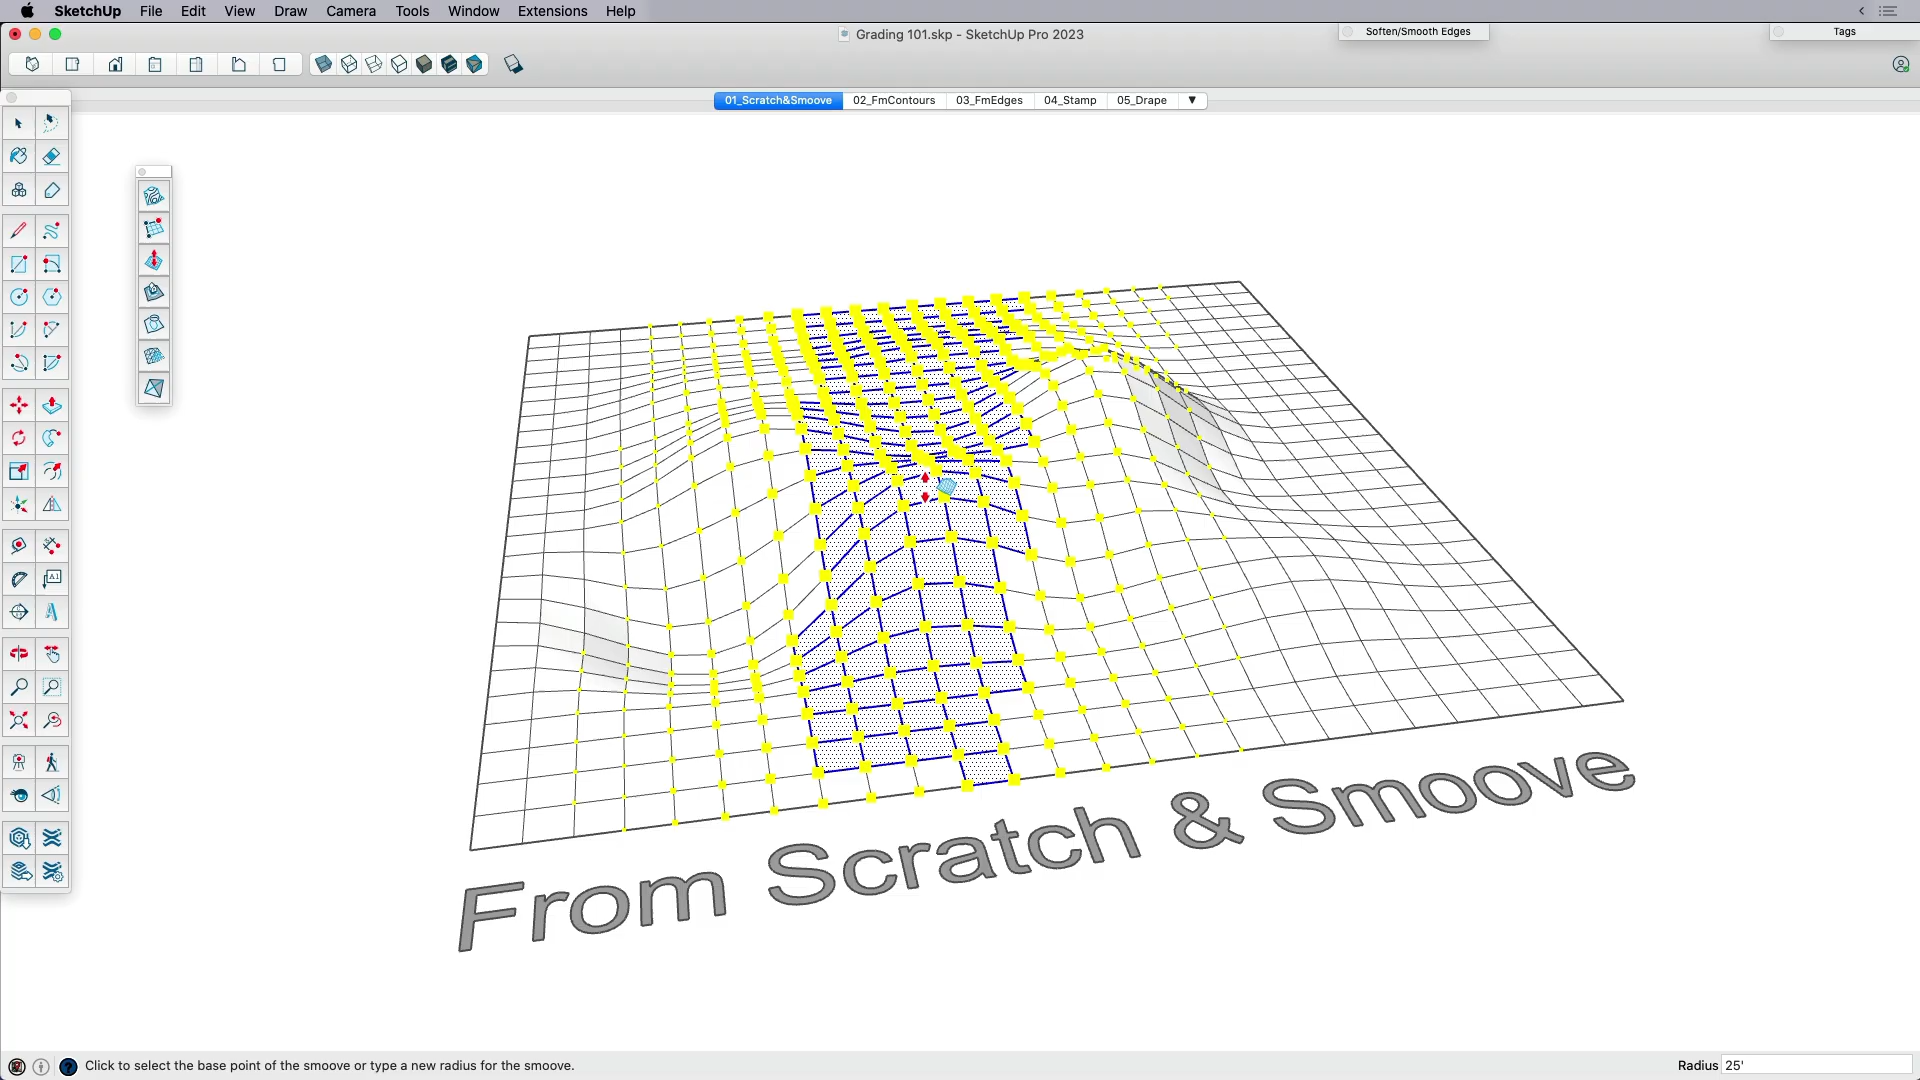 SketchUp File Edit View Draw Camera Tools Window Extensions Help
Grading 101.skp - SketchUp Pro 2023
Soften/Smooth Edges
Tags
01_Scratch&Smoove 02_FmContours 03_FmEdges 04_Stamp 05_Drape
From Scratch & Smoove
Click to select the base point of the smoove or type a new radius for the smoove.
Radius 25'